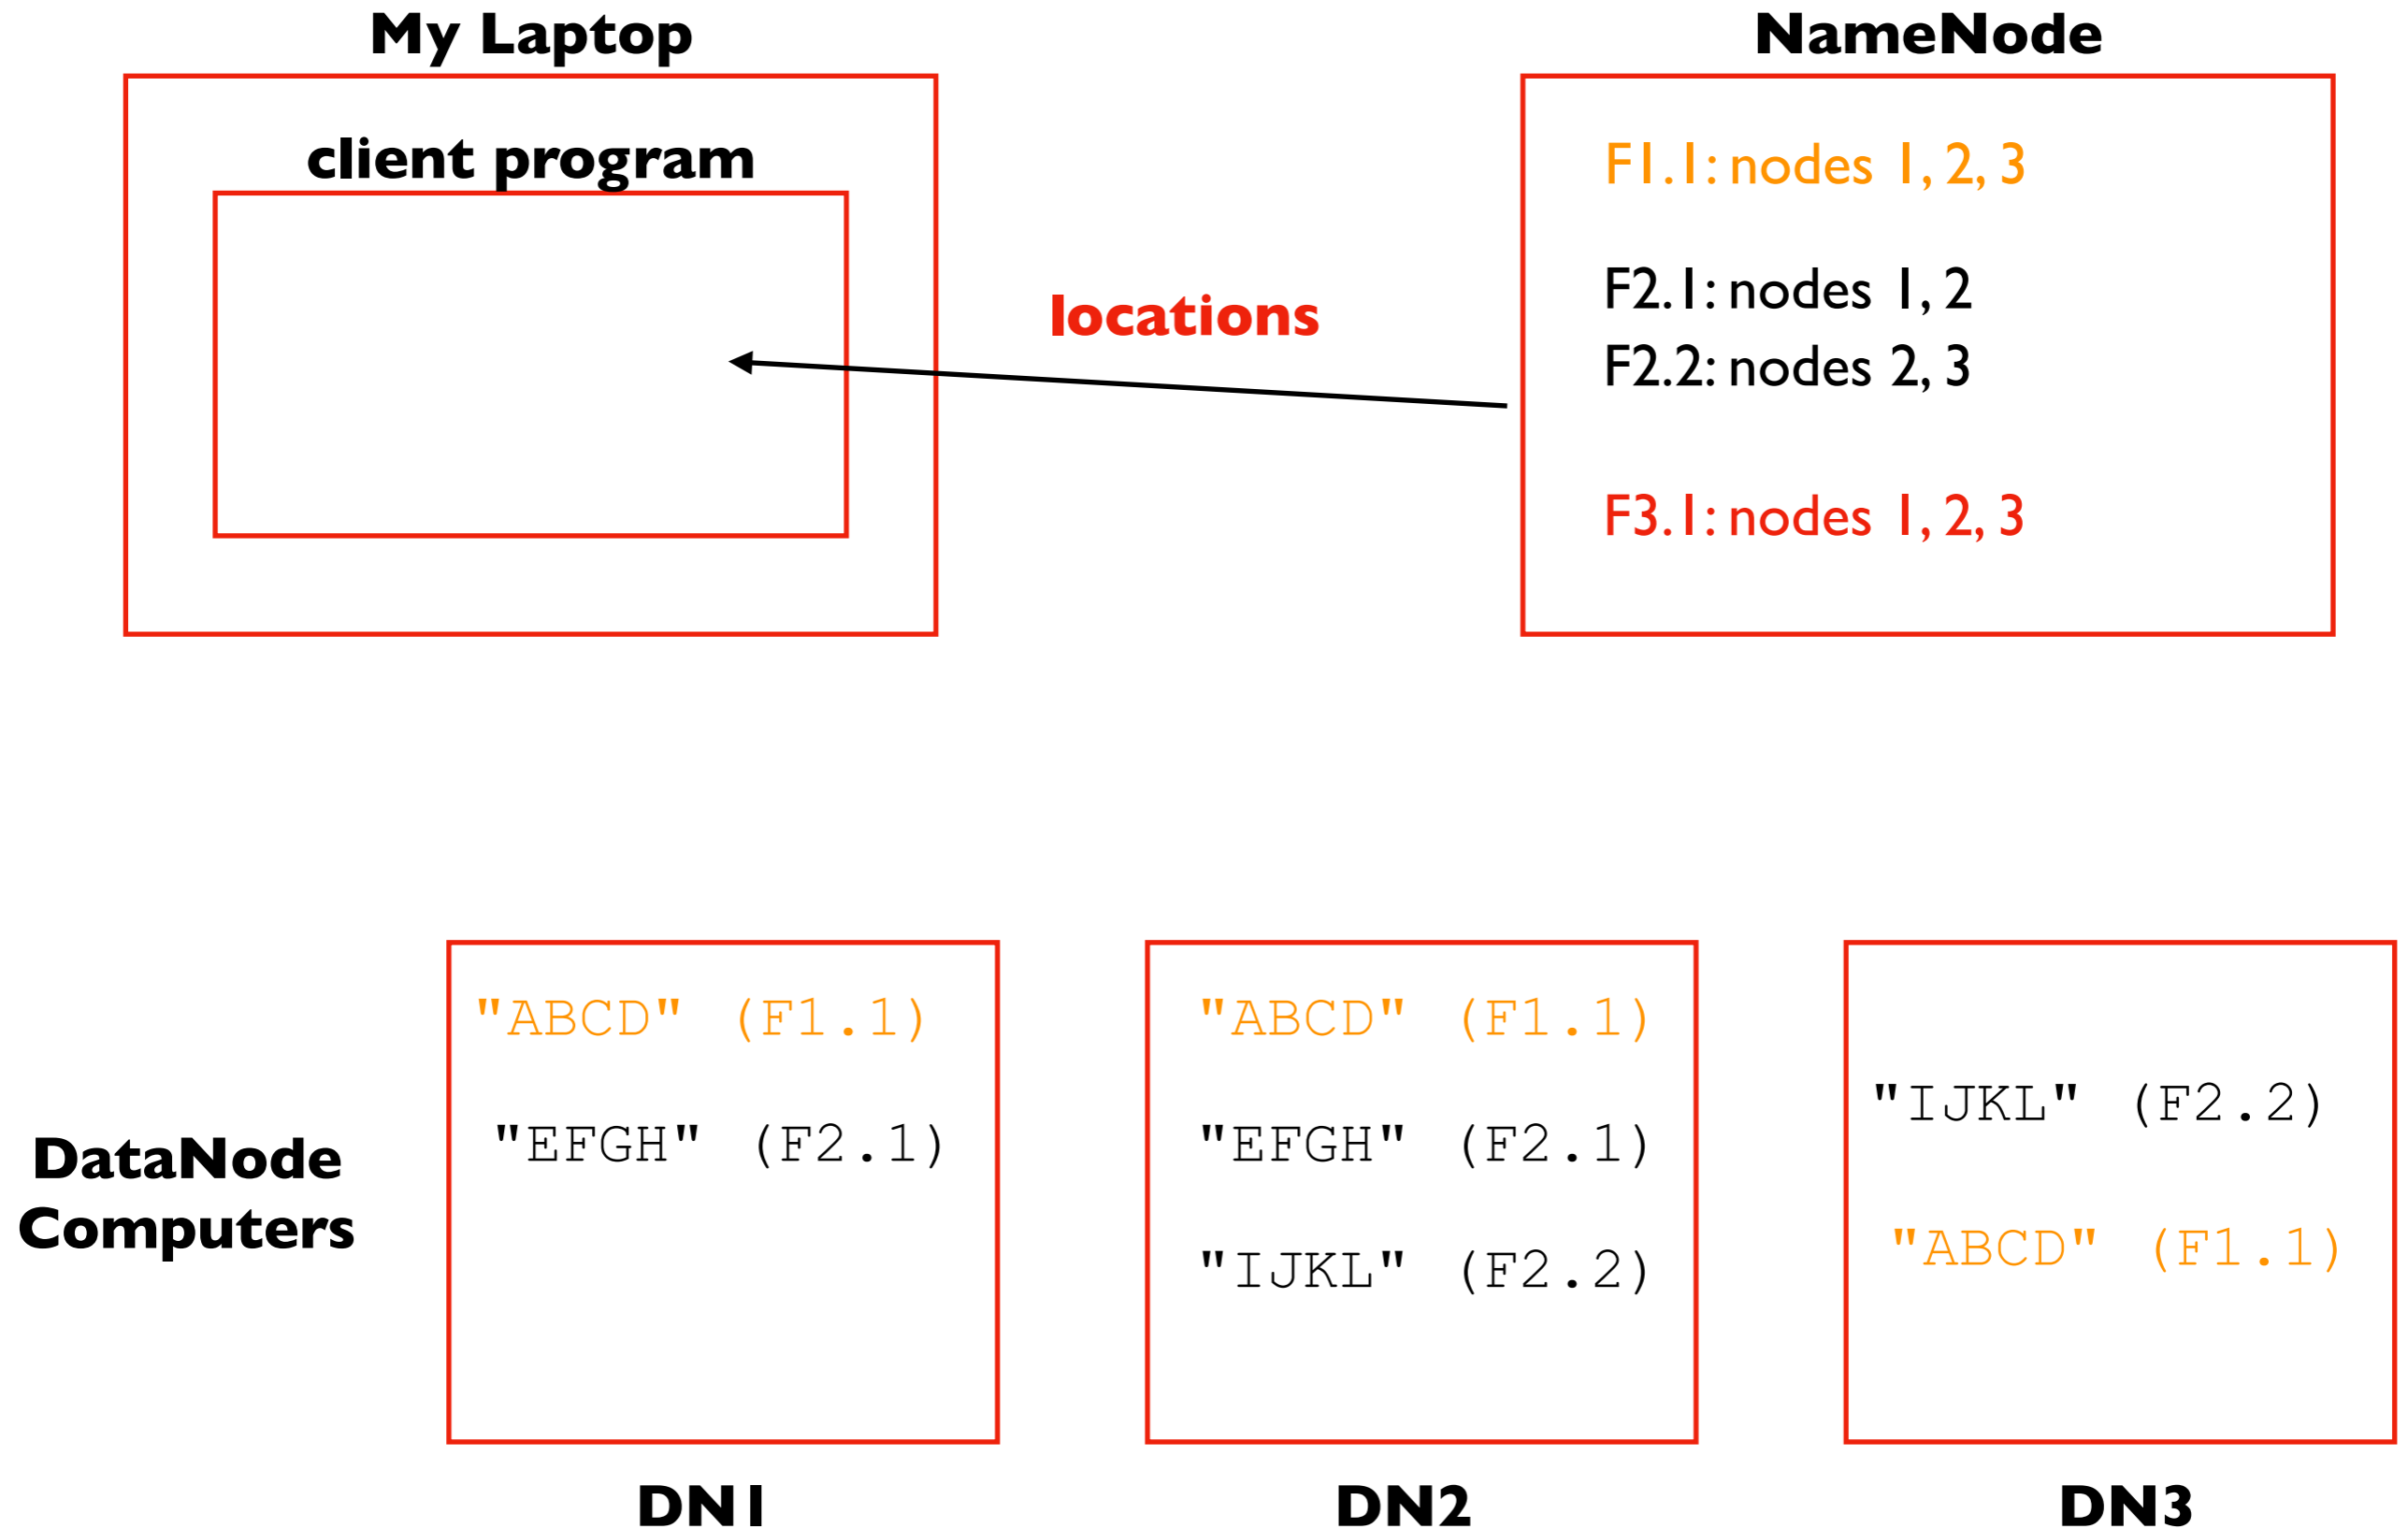 My Laptop
client program
locations
NameNode
F1.1: nodes 1, 2, 3
F2.1: nodes 1, 2
F2.2: nodes 2, 3
F3.1: nodes 1, 2, 3
DataNode
Computers
"ABCD" (F1.1)
"EFGH" (F2.1)
DN1
"ABCD" (F1.1)
"EFGH" (F2.1)
"IJKL" (F2.2)
DN2
"IJKL" (F2.2)
"ABCD" (F1.1)
DN3